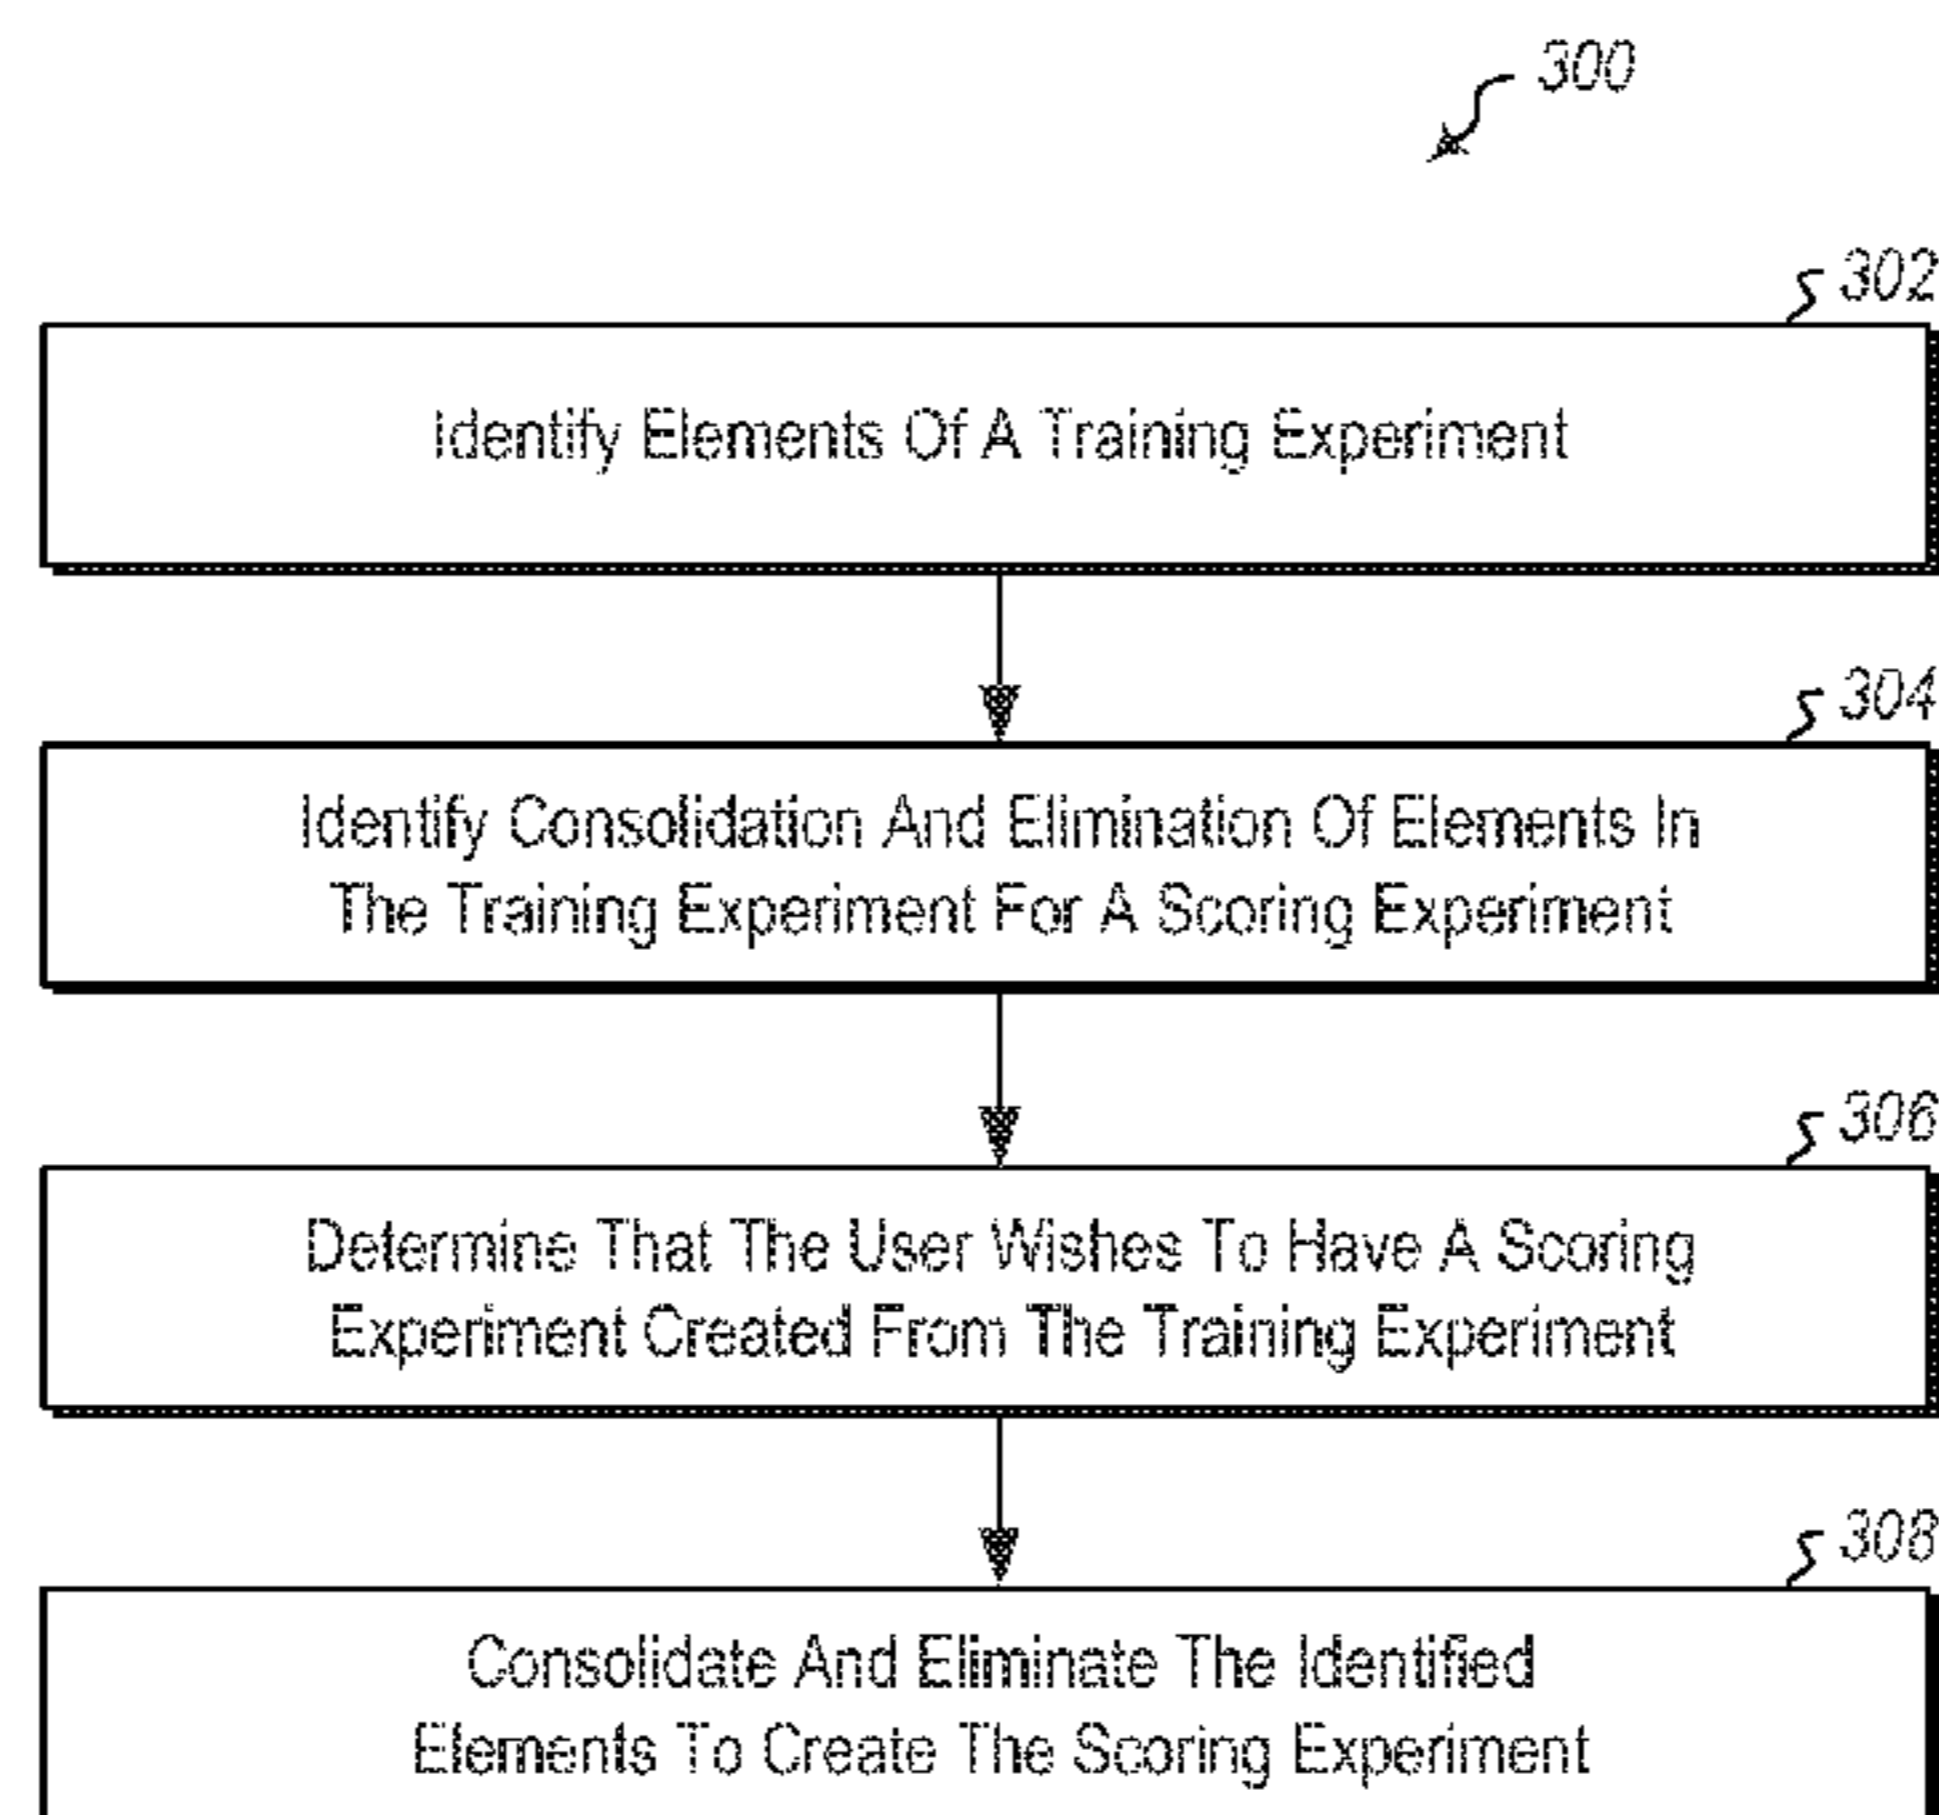 300
302
Identify Elements Of A Training Experiment
304
Identify Consolidation And Elimination Of Elements In
The Training Experiment For A Scoring Experiment
306
Determine That The User Wishes To Have A Scoring
Experiment Created From The Training Experiment
308
Consolidate And Eliminate The Identified
Elements To Create The Scoring Experiment